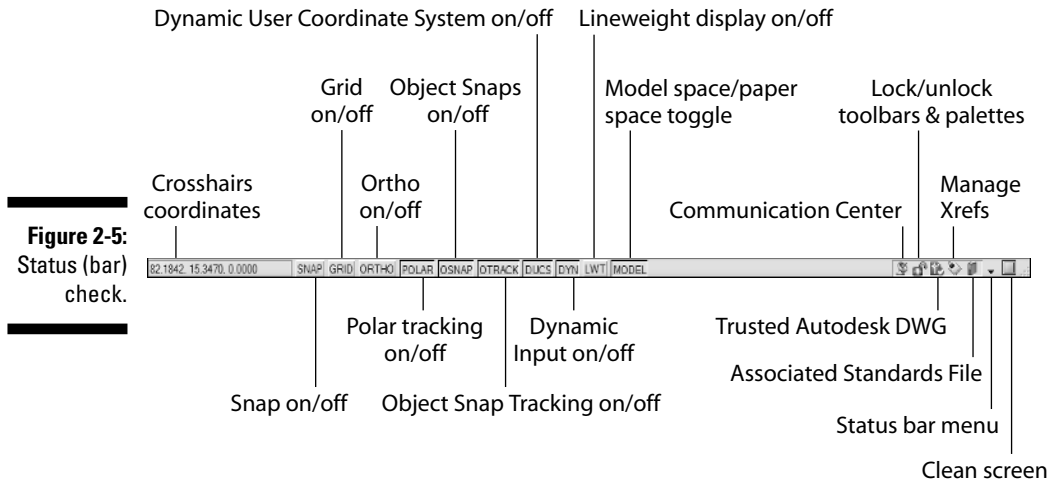 Dynamic User Coordinate System on/off
Lineweight display on/off
Grid
on/off
Object Snaps
on/off
Model space/paper
space toggle
Lock/unlock
toolbars & palettes
Crosshairs
coordinates
Ortho
on/off
Communication Center
Manage
Xrefs
Figure 2-5:
Status (bar)
check.
82.1842, 15.3470, 0.0000 SNAP GRID ORTHO POLAR OSNAP OTRACK DUCS DYN LWT MODEL
Polar tracking
on/off
Dynamic
Input on/off
Trusted Autodesk DWG
Associated Standards File
Snap on/off
Object Snap Tracking on/off
Status bar menu
Clean screen